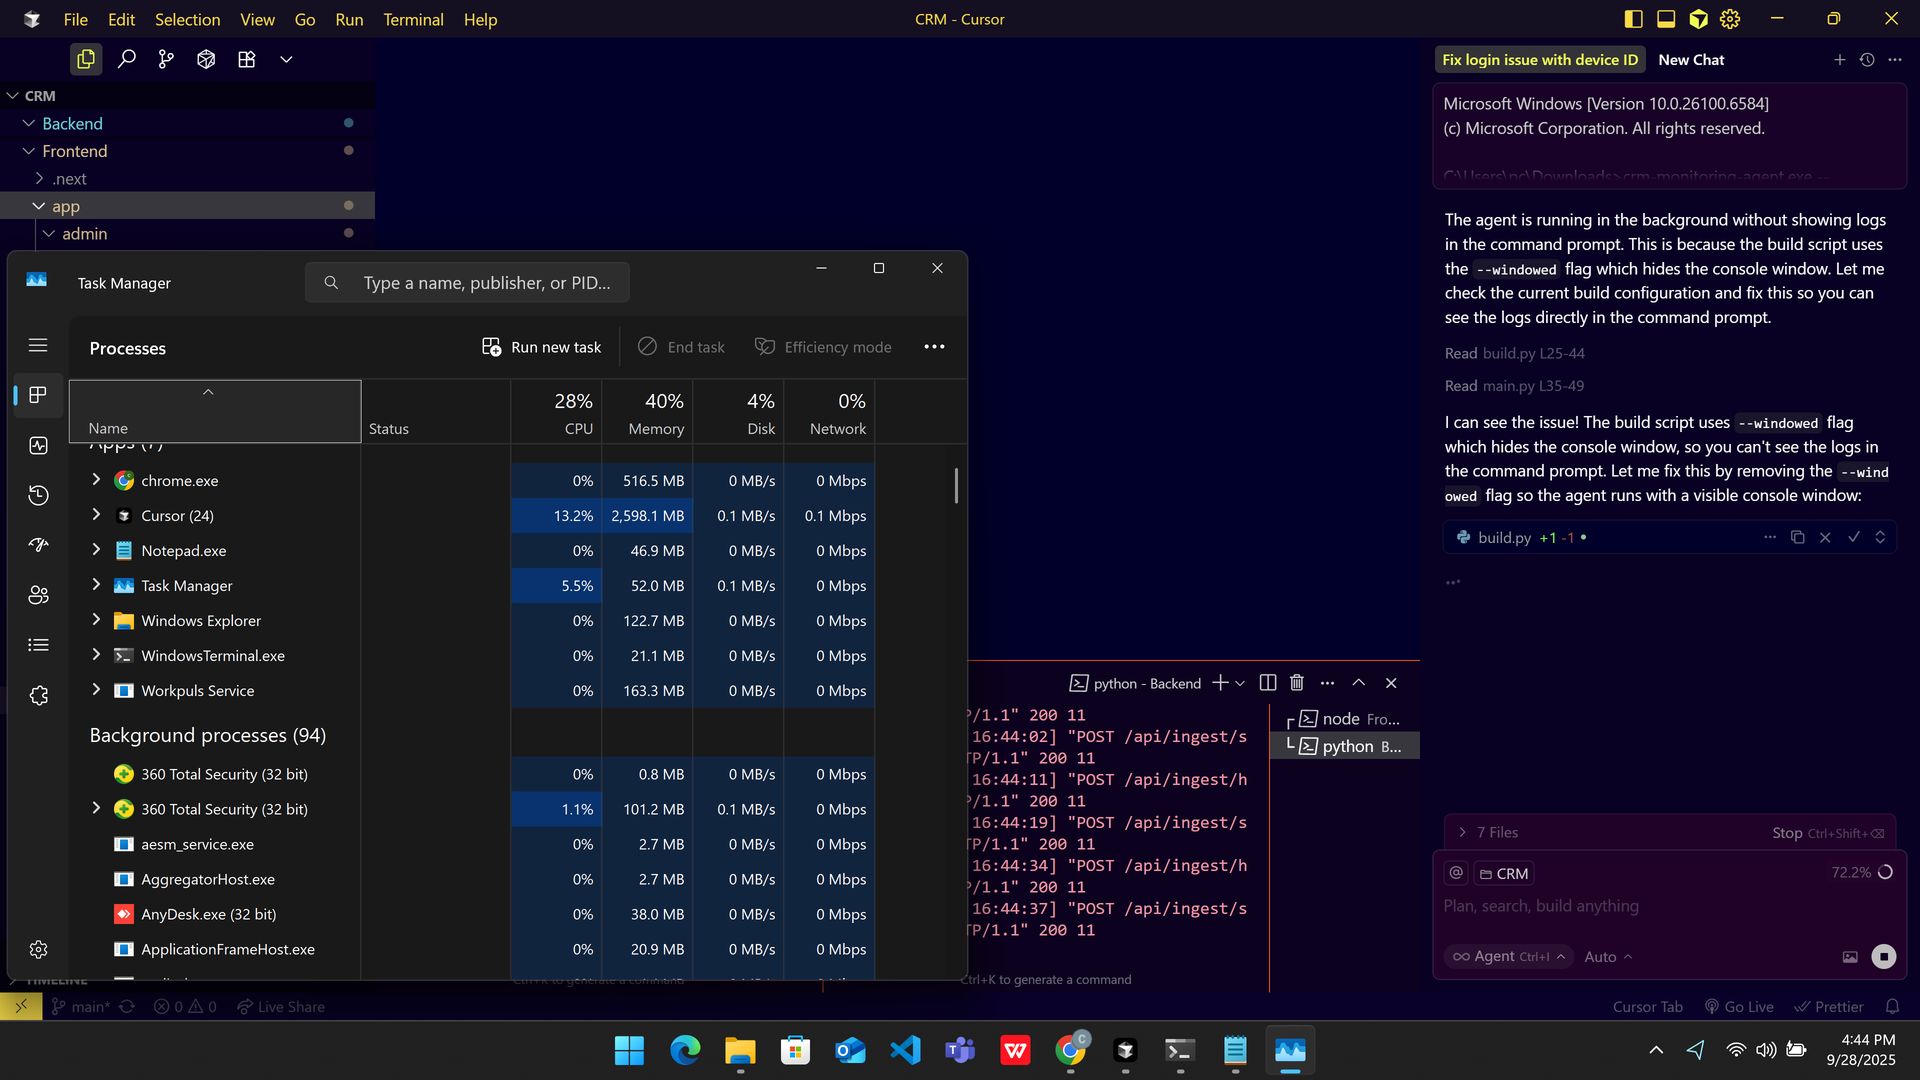 File Edit Selection View Go Run Terminal Help
CRM - Cursor
CRM
Backend
Frontend
.next
app
admin
Task Manager
Type a name, publisher, or PID...
Processes
Run new task
End task
Efficiency mode
Name
Status
28% CPU
40% Memory
4% Disk
0% Network
Apps (7)
chrome.exe 0% 516.5 MB 0 MB/s 0 Mbps
Cursor (24) 13.2% 2,598.1 MB 0.1 MB/s 0.1 Mbps
Notepad.exe 0% 46.9 MB 0 MB/s 0 Mbps
Task Manager 5.5% 52.0 MB 0.1 MB/s 0 Mbps
Windows Explorer 0% 122.7 MB 0 MB/s 0 Mbps
WindowsTerminal.exe 0% 21.1 MB 0 MB/s 0 Mbps
Workpuls Service 0% 163.3 MB 0 MB/s 0 Mbps
Background processes (94)
360 Total Security (32 bit) 0% 0.8 MB 0 MB/s 0 Mbps
360 Total Security (32 bit) 1.1% 101.2 MB 0.1 MB/s 0 Mbps
aesm_service.exe 0% 2.7 MB 0 MB/s 0 Mbps
AggregatorHost.exe 0% 2.7 MB 0 MB/s 0 Mbps
AnyDesk.exe (32 bit) 0% 38.0 MB 0 MB/s 0 Mbps
ApplicationFrameHost.exe 0% 20.9 MB 0 MB/s 0 Mbps
TIMELINE
python - Backend
P/1.1" 200 11
16:44:02] "POST /api/ingest/s
TP/1.1" 200 11
16:44:11] "POST /api/ingest/h
P/1.1" 200 11
16:44:19] "POST /api/ingest/s
TP/1.1" 200 11
16:44:34] "POST /api/ingest/h
P/1.1" 200 11
16:44:37] "POST /api/ingest/s
TP/1.1" 200 11
node Fro...
python B...
Ctrl+K to generate a command
Ctrl+K to generate a command
Fix login issue with device ID
New Chat
Microsoft Windows [Version 10.0.26100.6584]
(c) Microsoft Corporation. All rights reserved.
C:\Users\pc\Downloads>crm-monitoring-agent.exe --
The agent is running in the background without showing logs
in the command prompt. This is because the build script uses
the --windowed flag which hides the console window. Let me
check the current build configuration and fix this so you can
see the logs directly in the command prompt.
Read build.py L25-44
Read main.py L35-49
I can see the issue! The build script uses --windowed flag
which hides the console window, so you can't see the logs in
the command prompt. Let me fix this by removing the --wind
owed flag so the agent runs with a visible console window:
build.py +1 -1
7 Files
Stop Ctrl+Shift+⌫
@ CRM
72.2%
Plan, search, build anything
Agent Ctrl+I
Auto
main*
0 0
Live Share
Cursor Tab
Go Live
Prettier
4:44 PM
9/28/2025